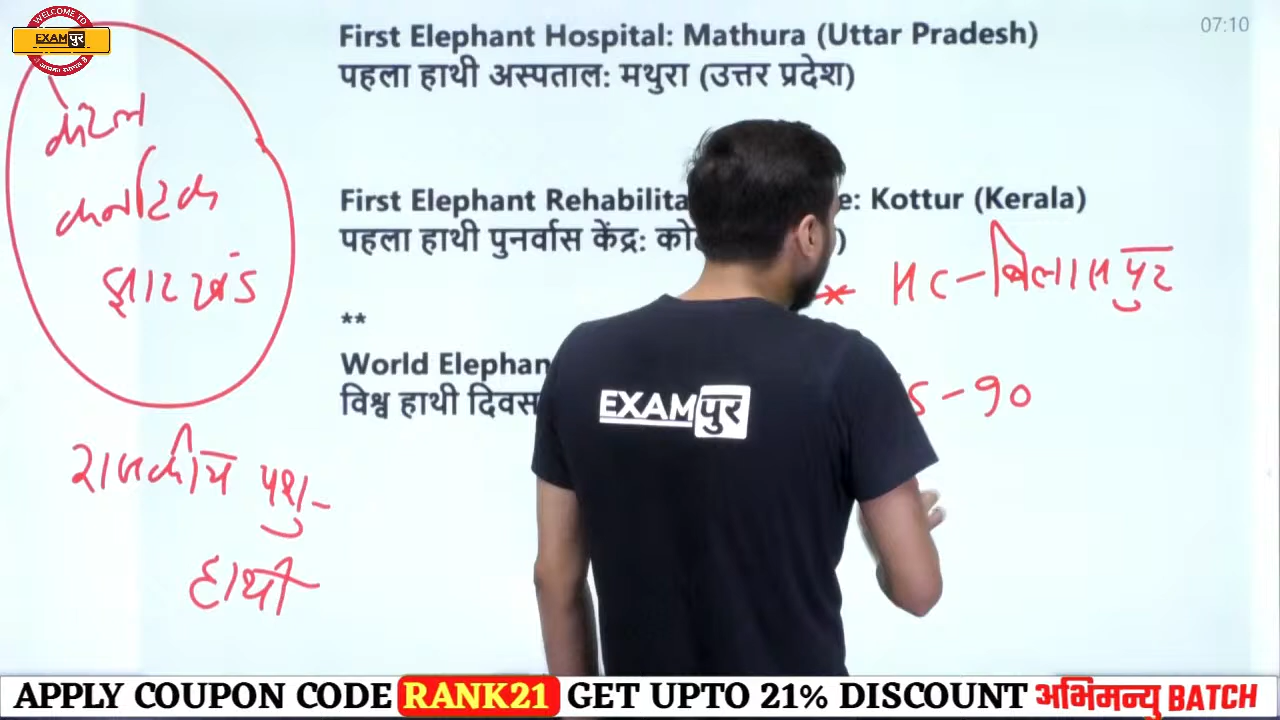 WELCOME TO
EXAMपुर
07:10
First Elephant Hospital: Mathura (Uttar Pradesh)
पहला हाथी अस्पताल: मथुरा (उत्तर प्रदेश)
केरल
कर्नाटक
झारखंड
First Elephant e: Kottur (Kerala)
पहला हाथी पुनर्वास केंद्र:
* HC - बिलासपुर
**
World
विश्व हाथी दिवस
- 90
EXAMपुर
राजकीय पशु -
हाथी
APPLY COUPON CODE RANK21 GET UPTO 21% DISCOUNT अभिमन्यु BATCH